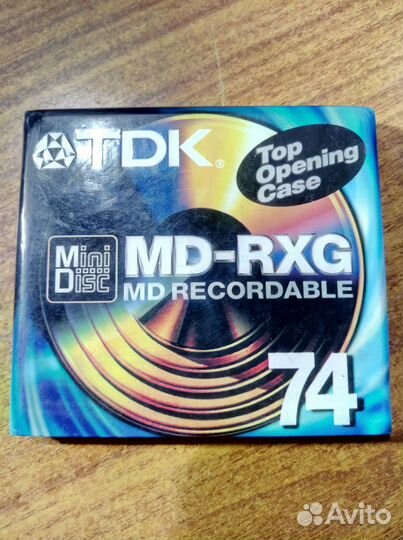 TDK®
Top
Opening
Case
Mini
Disc
MD-RXG
MD RECORDABLE
74
Avito